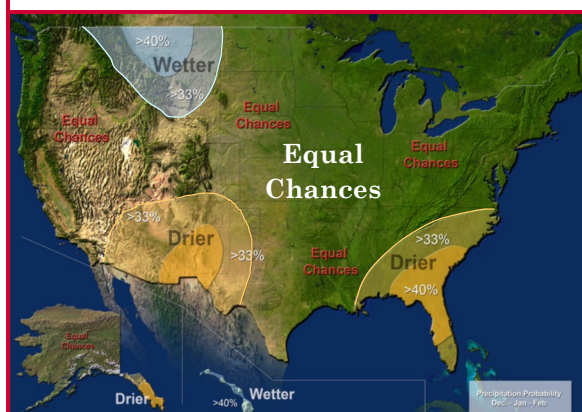 >40%
Wetter
>33%
Equal
Chances
Equal
Chances
Equal
Chances
Equal
Chances
>33%
Drier
>33%
Equal
Chances
>33%
Drier
>40%
Equal
Chances
Drier
>40%
Wetter
Precipitation Probability
Dec. - Jan - Feb